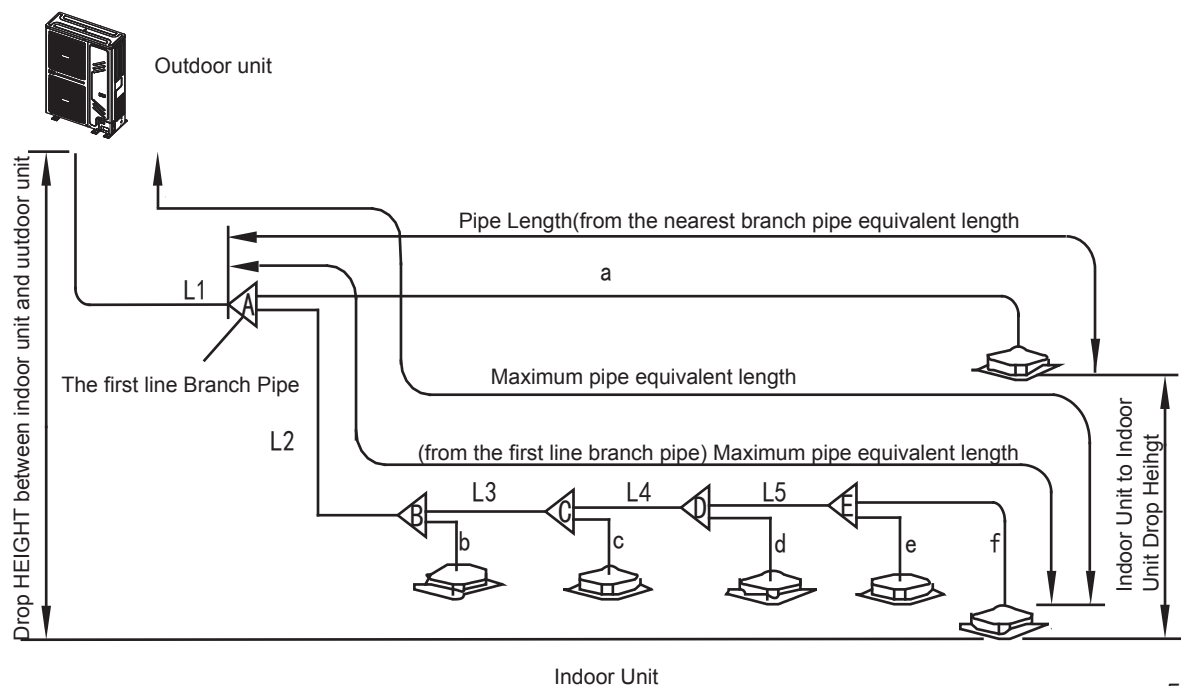 Outdoor unit
Drop HEIGHT between indoor unit and uutdoor unit
Pipe Length(from the nearest branch pipe equivalent length
a
L1
A
The first line Branch Pipe
Maximum pipe equivalent length
L2
(from the first line branch pipe) Maximum pipe equivalent length
L3
L4
L5
B
C
D
E
b
c
d
e
f
Indoor Unit to Indoor
Unit Drop Heihgt
Indoor Unit